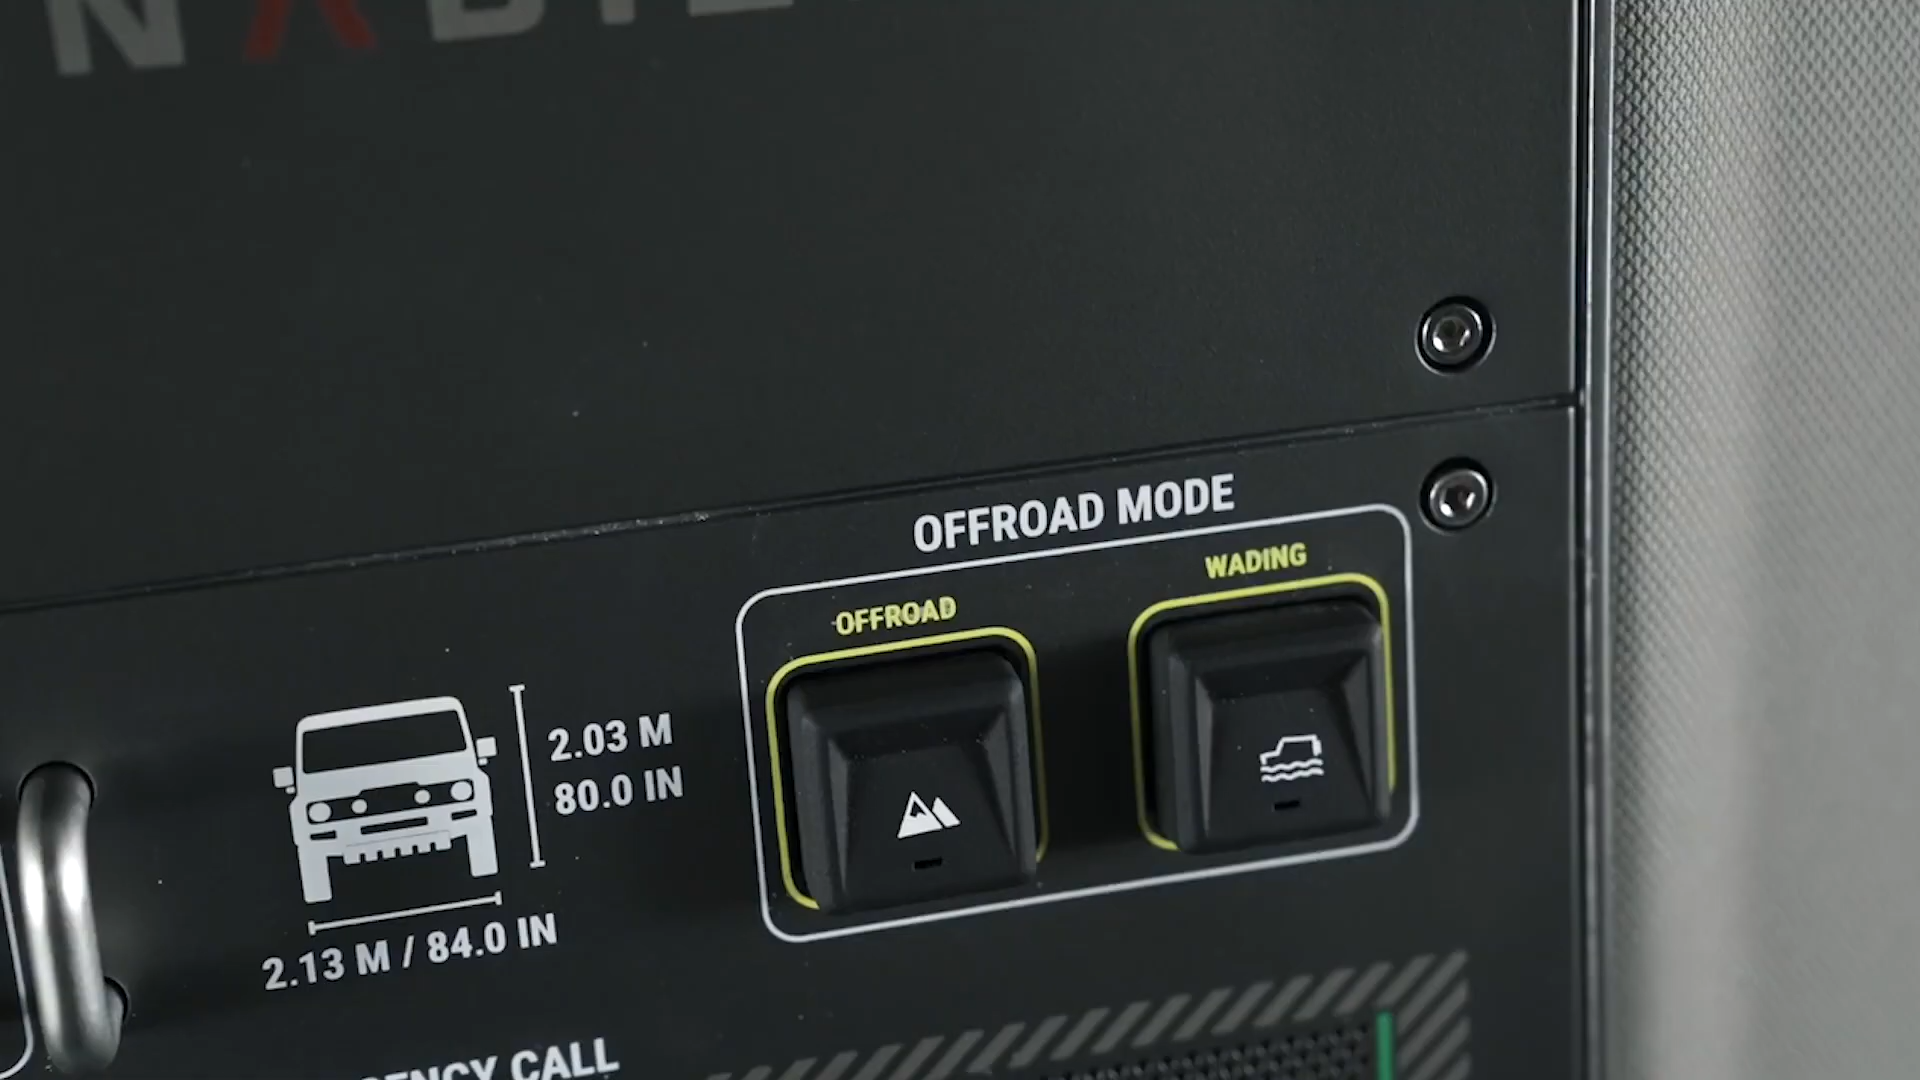 OFFROAD MODE
OFFROAD
WADING
2.03 M
80.0 IN
2.13 M / 84.0 IN
CALL